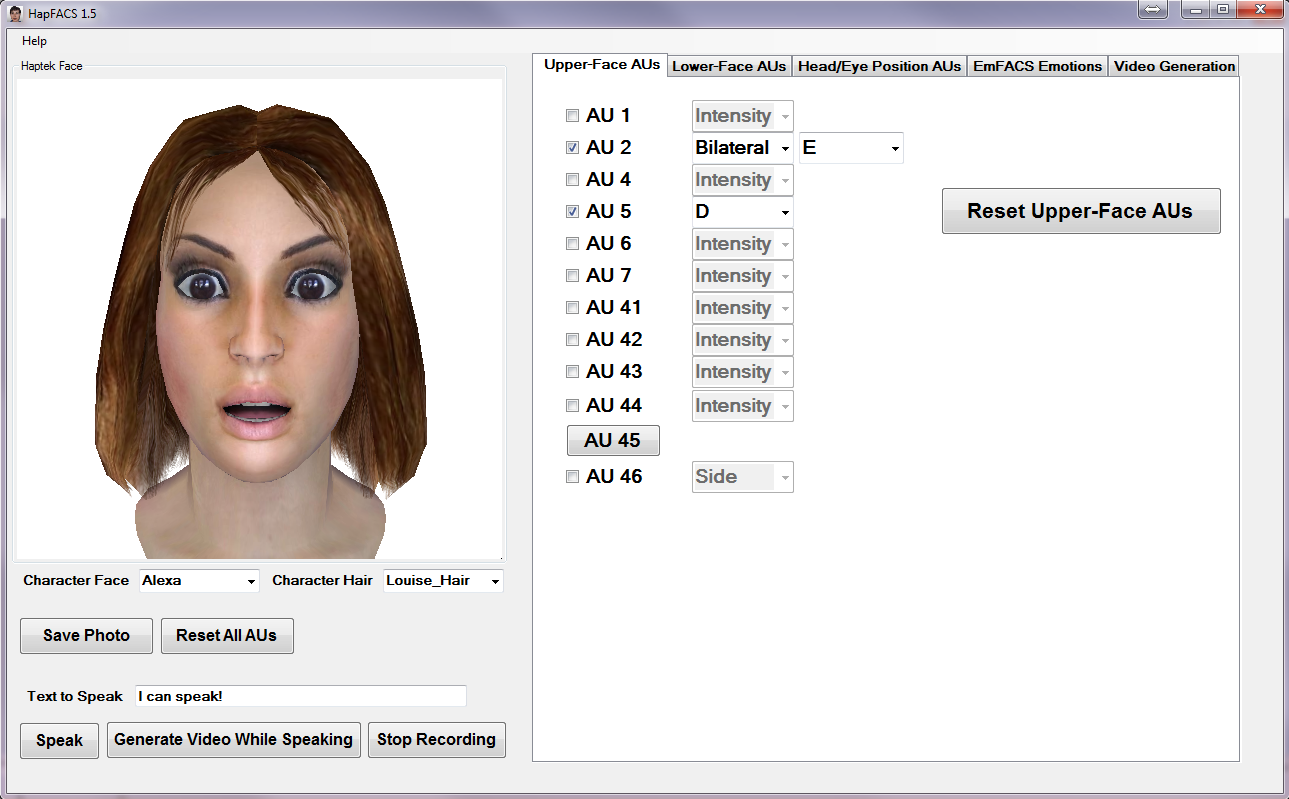 HapFACS 1.5
Help
Haptek Face
Upper-Face AUs Lower-Face AUs Head/Eye Position AUs EmFACS Emotions Video Generation
AU 1 Intensity
AU 2 Bilateral E
AU 4 Intensity
AU 5 D
Reset Upper-Face AUs
AU 6 Intensity
AU 7 Intensity
AU 41 Intensity
AU 42 Intensity
AU 43 Intensity
AU 44 Intensity
AU 45
AU 46 Side
Character Face Alexa Character Hair Louise_Hair
Save Photo Reset All AUs
Text to Speak I can speak!
Speak Generate Video While Speaking Stop Recording